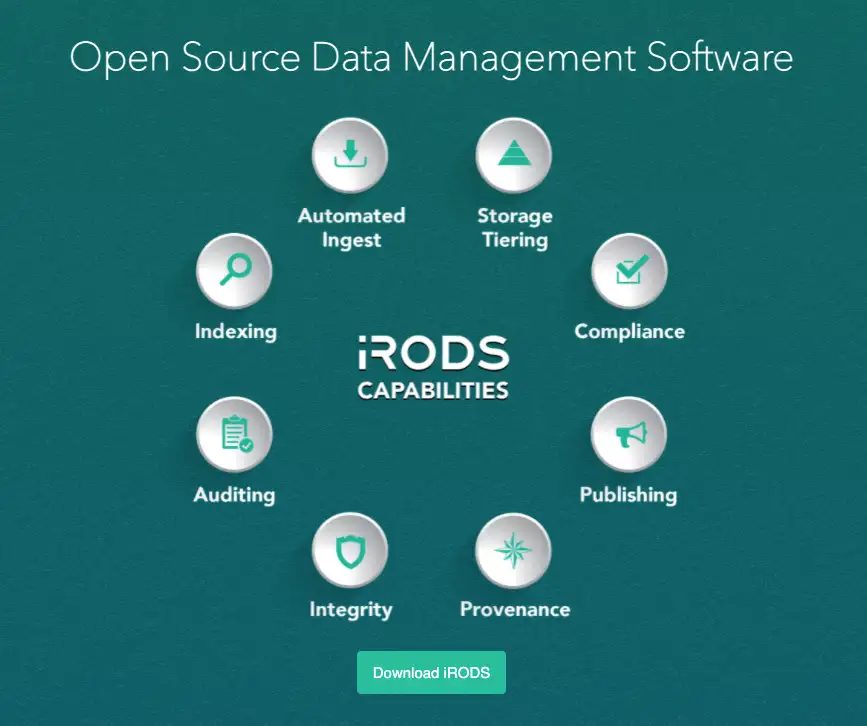 Open Source Data Management Software
Automated
Ingest
Storage
Tiering
Indexing
Compliance
iRODS
CAPABILITIES
Auditing
Publishing
Integrity
Provenance
Download iRODS